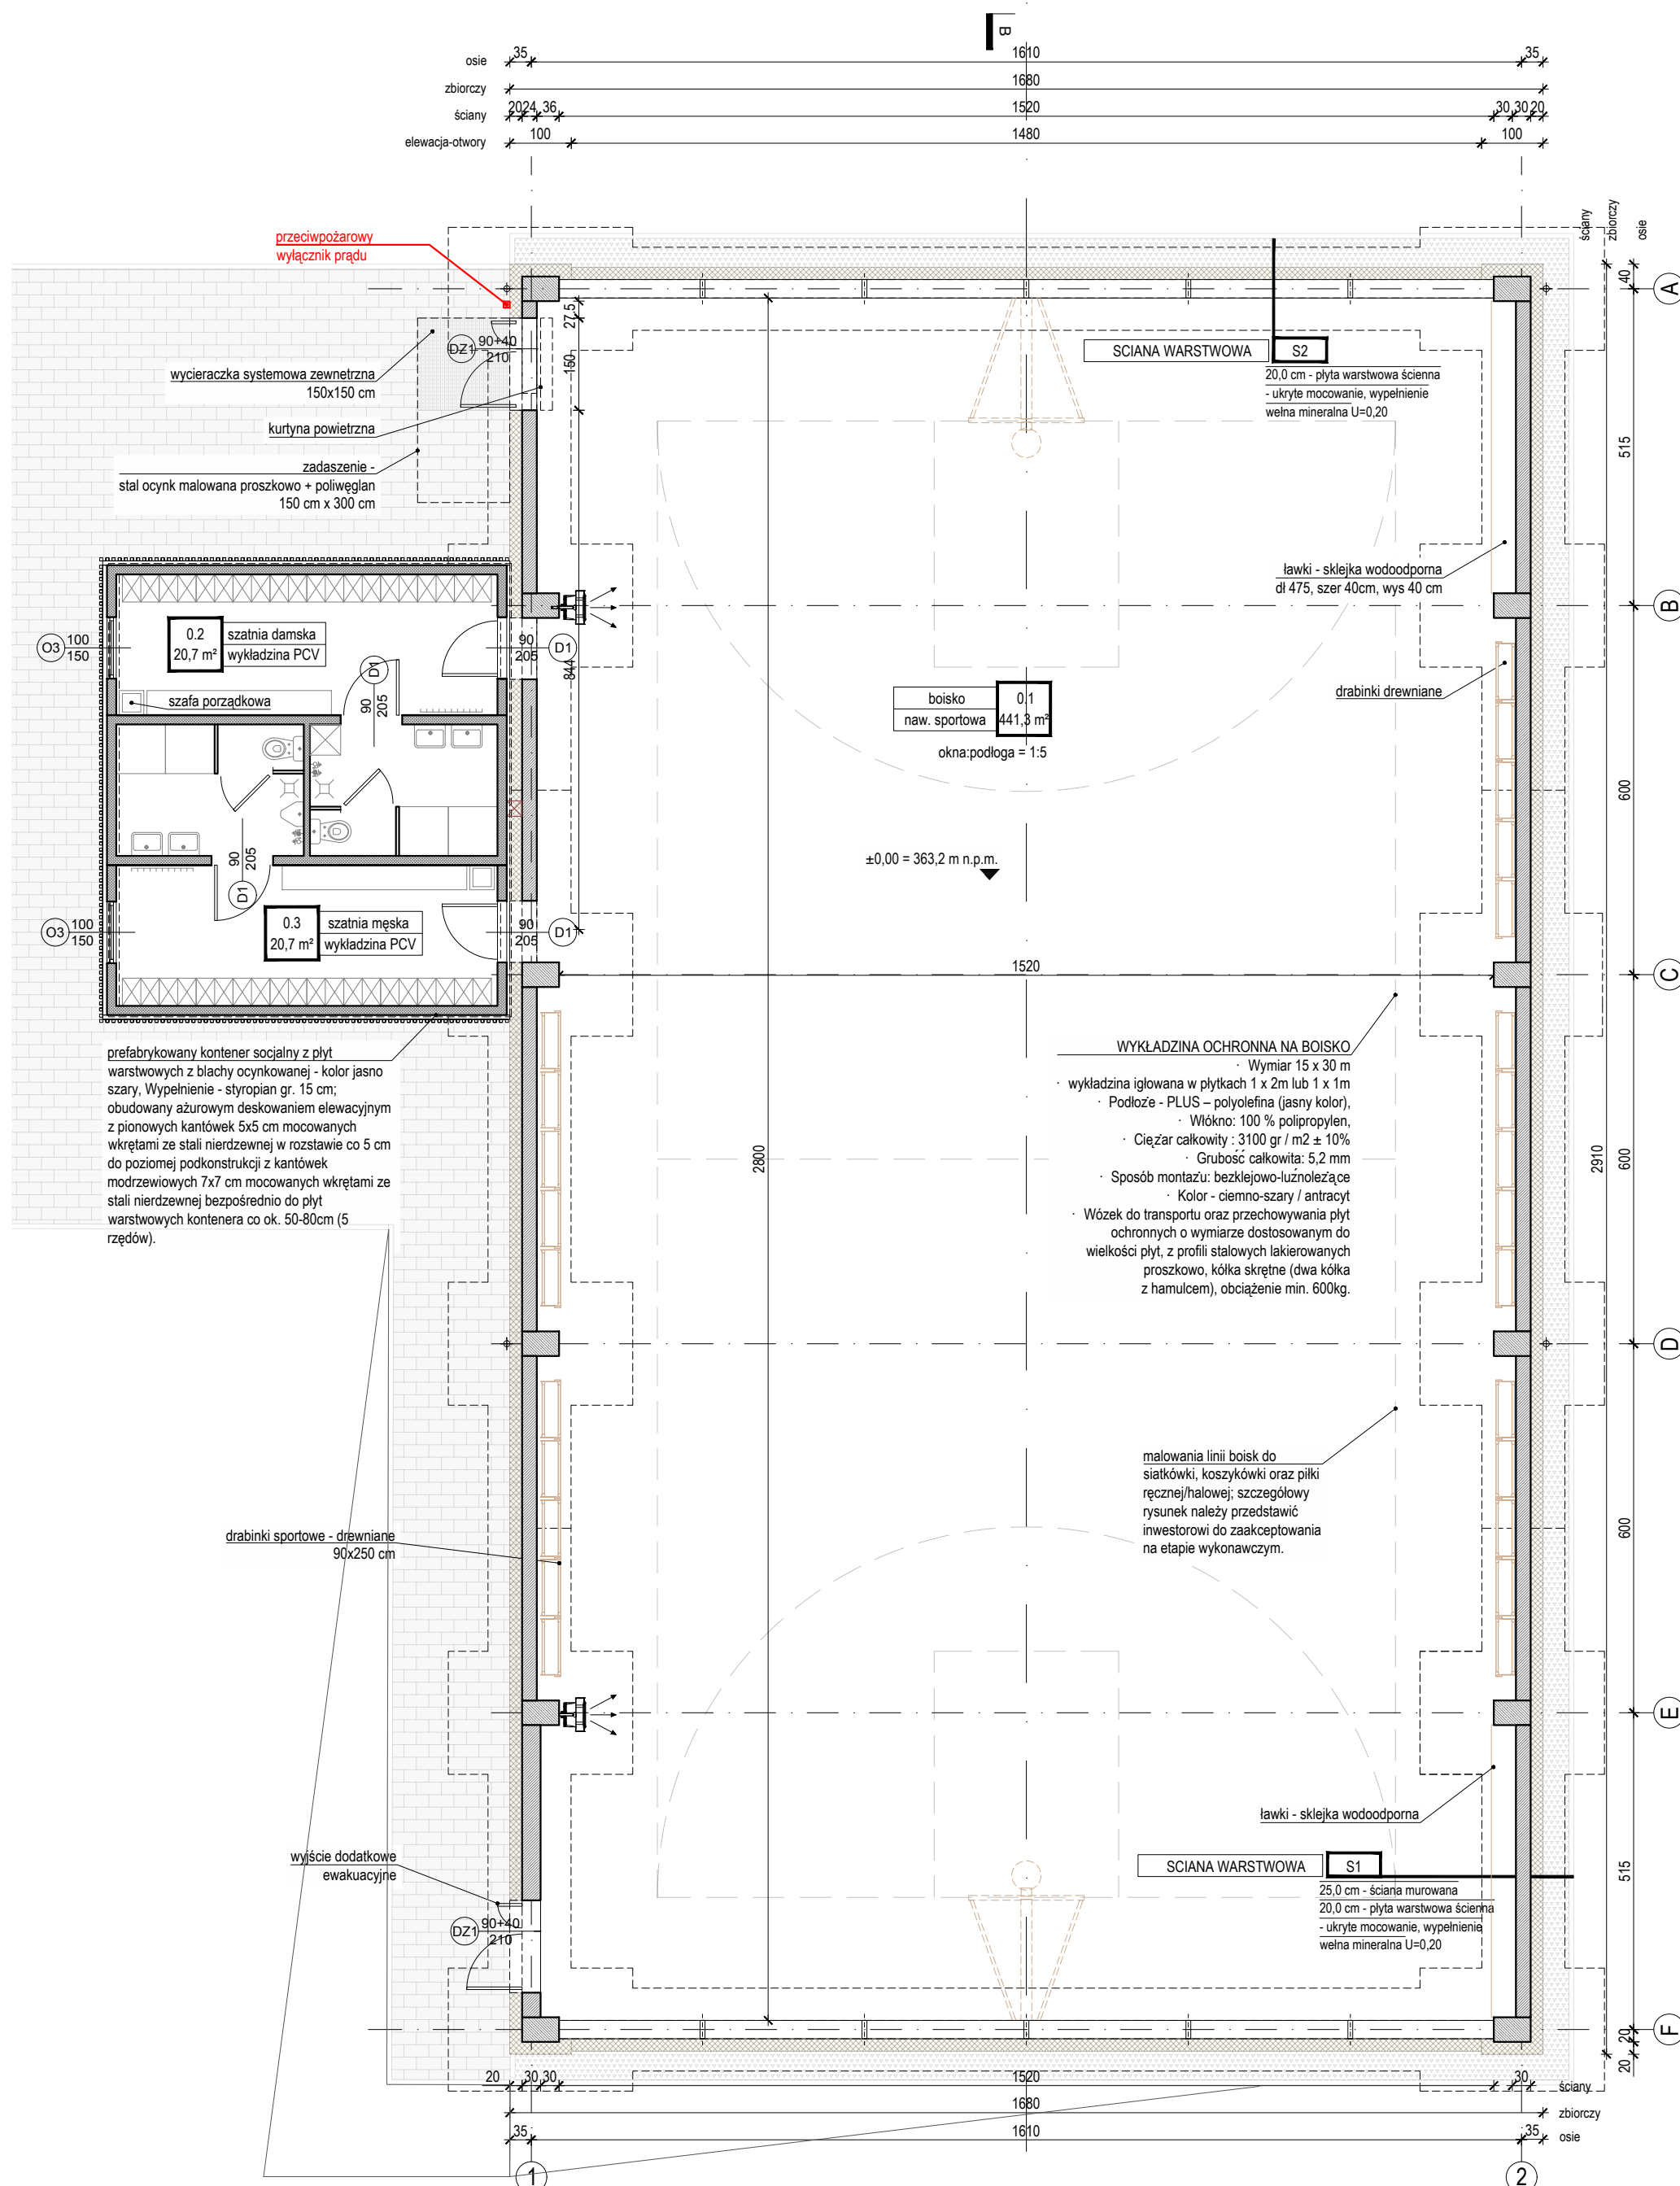 B
osie
35
1610
35
zbiorczy
1680
ściany
20
24
36
1520
30
30
20
elewacja-otwory
100
1480
100
ściany
zbiorczy
osie
przeciwpożarowy
wyłącznik prądu
40
A
27,5
DZ1
90+40
210
150
SCIANA WARSTWOWA
S2
20,0 cm - płyta warstwowa ścienna
- ukryte mocowanie, wypełnienie
wełna mineralna U=0,20
wycieraczka systemowa zewnetrzna
150x150 cm
kurtyna powietrzna
515
zadaszenie -
stal ocynk malowana proszkowo + poliwęglan
150 cm x 300 cm
ławki - sklejka wodoodporna
dł 475, szer 40cm, wys 40 cm
B
0.2
szatnia damska
20,7 m²
wykładzina PCV
O3
100
150
D1
90
205
90
205
D1
844
szafa porządkowa
drabinki drewniane
boisko
0.1
naw. sportowa
441,3 m²
okna:podłoga = 1:5
600
±0,00 = 363,2 m n.p.m.
90
205
D1
0.3
szatnia męska
20,7 m²
wykładzina PCV
O3
100
150
90
205
D1
1520
C
prefabrykowany kontener socjalny z płyt
warstwowych z blachy ocynkowanej - kolor jasno
szary, Wypełnienie - styropian gr. 15 cm;
obudowany ażurowym deskowaniem elewacyjnym
z pionowych kantówek 5x5 cm mocowanych
wkrętami ze stali nierdzewnej w rozstawie co 5 cm
do poziomej podkonstrukcji z kantówek
modrzewiowych 7x7 cm mocowanych wkrętami ze
stali nierdzewnej bezpośrednio do płyt
warstwowych kontenera co ok. 50-80cm (5
rzędów).
WYKŁADZINA OCHRONNA NA BOISKO
· Wymiar 15 x 30 m
· wykładzina igłowana w płytkach 1 x 2m lub 1 x 1m
· Podłoże - PLUS – polyolefina (jasny kolor),
· Włókno: 100 % polipropylen,
· Ciężar całkowity : 3100 gr / m2 ± 10%
· Grubość całkowita: 5,2 mm
· Sposób montażu: bezklejowo-luźnoleżące
· Kolor - ciemno-szary / antracyt
· Wózek do transportu oraz przechowywania płyt
ochronnych o wymiarze dostosowanym do
wielkości płyt, z profili stalowych lakierowanych
proszkowo, kółka skrętne (dwa kółka
z hamulcem), obciążenie min. 600kg.
2800
2910
600
D
malowania linii boisk do
siatkówki, koszykówki oraz piłki
ręcznej/halowej; szczegółowy
rysunek należy przedstawić
inwestorowi do zaakceptowania
na etapie wykonawczym.
drabinki sportowe - drewniane
90x250 cm
600
E
ławki - sklejka wodoodporna
wyjście dodatkowe
ewakuacyjne
SCIANA WARSTWOWA
S1
25,0 cm - ściana murowana
20,0 cm - płyta warstwowa ścienna
- ukryte mocowanie, wypełnienie
wełna mineralna U=0,20
515
DZ1
90+40
210
F
20
20
20
30
30
1520
30
ściany
1680
zbiorczy
35
1610
35
osie
1
2